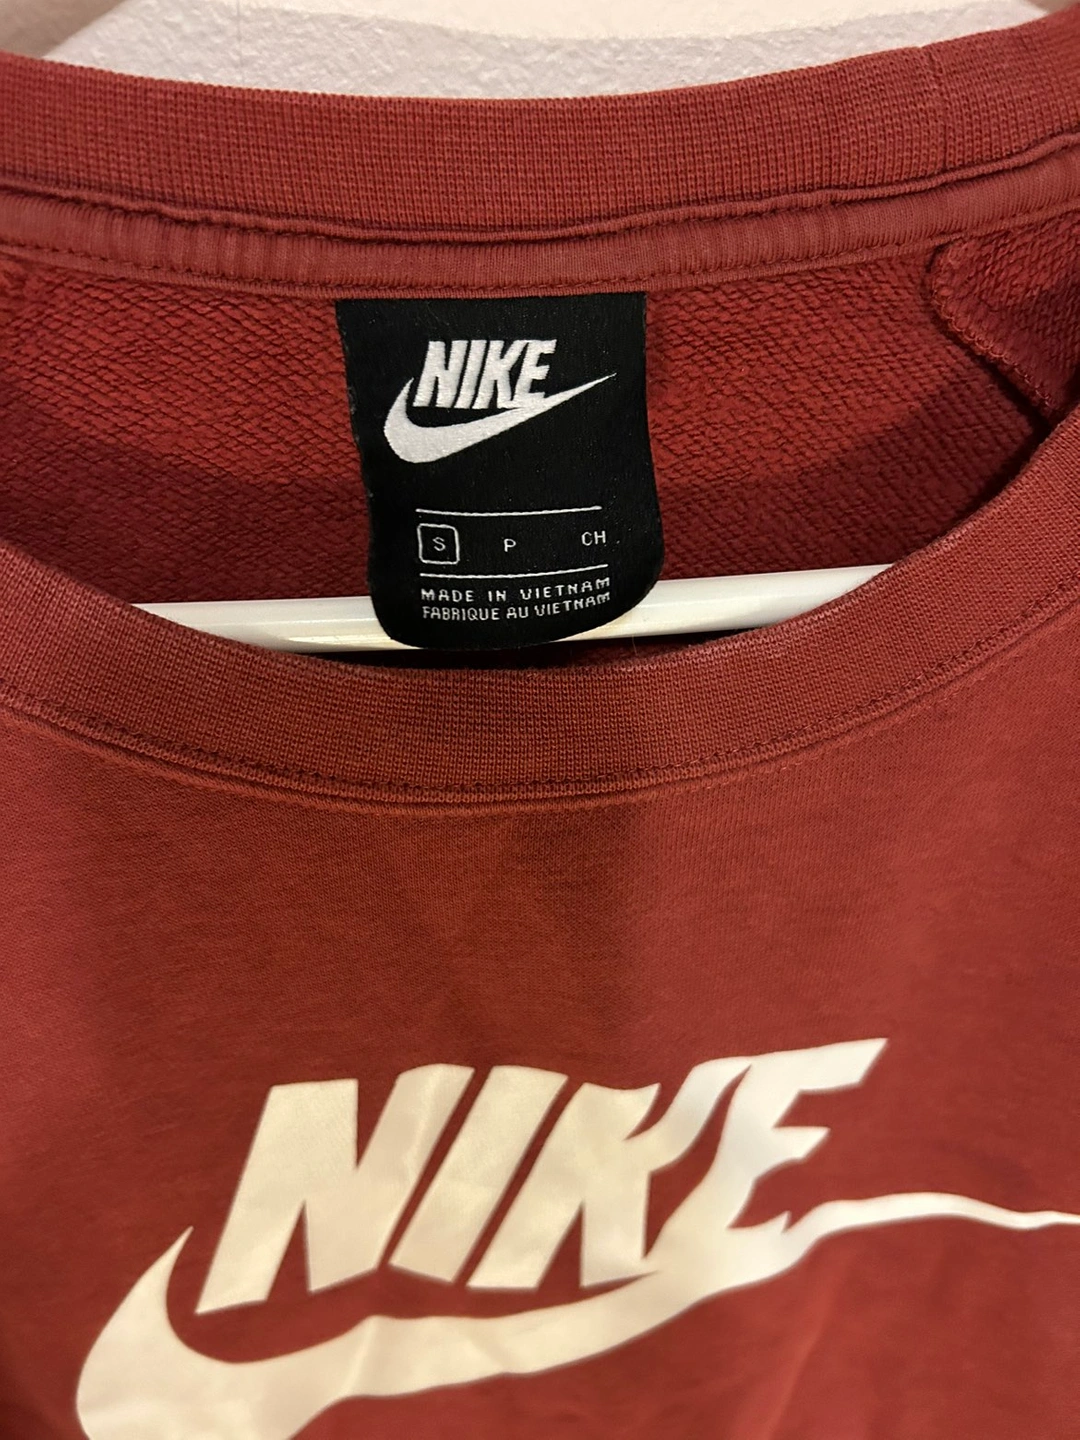 NIKE
S P CH
MADE IN VIETNAM
FABRIQUE AU VIETNAM
NIKE